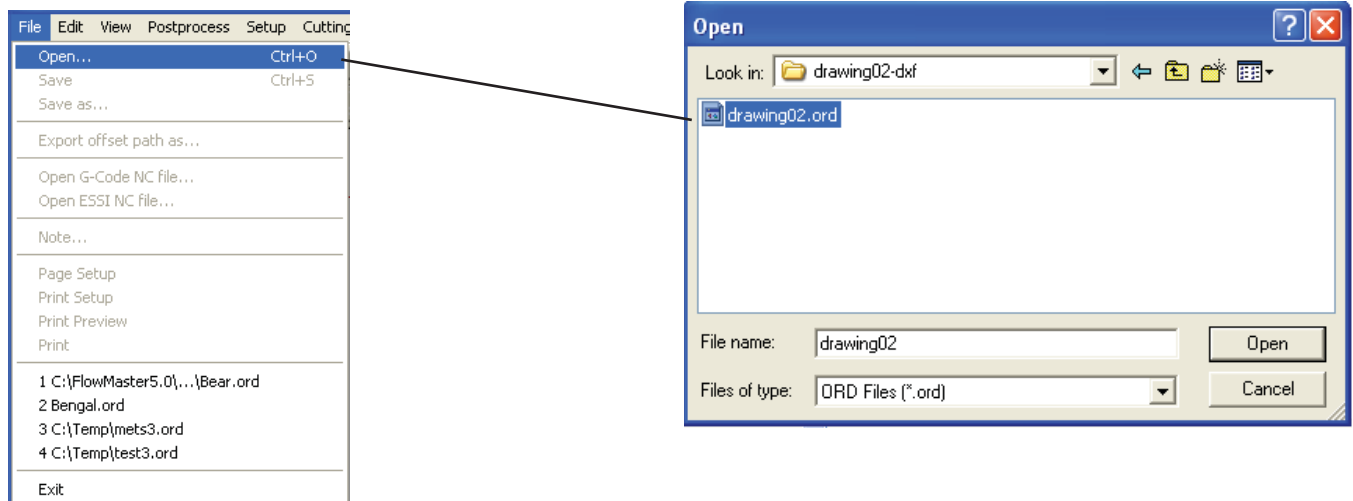 File Edit View Postprocess Setup Cutting
Open... Ctrl+O
Save Ctrl+S
Save as...
Export offset path as...
Open G-Code NC file...
Open ESSI NC file...
Note...
Page Setup
Print Setup
Print Preview
Print
1 C:\FlowMaster5.0\...\Bear.ord
2 Bengal.ord
3 C:\Temp\mets3.ord
4 C:\Temp\test3.ord
Exit
Open
Look in: drawing02-dxf
drawing02.ord
File name: drawing02 Open
Files of type: ORD Files (*.ord) Cancel